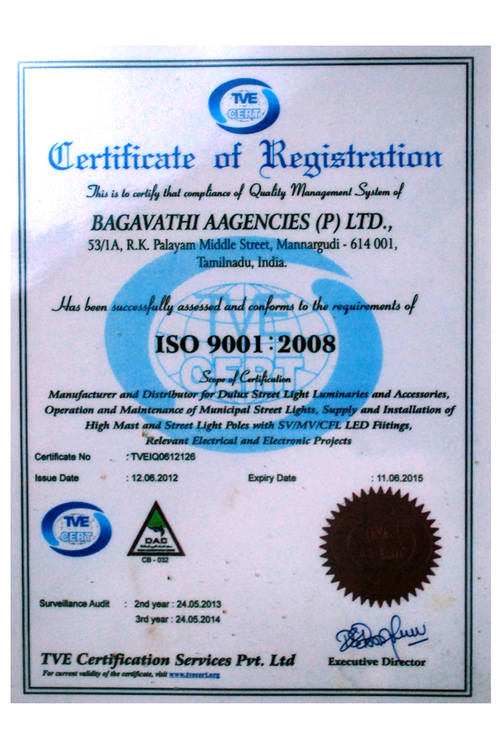 TVE
CERT
Certificate of Registration
This is to certify that compliance of Quality Management System of
BAGAVATHI AAGENCIES (P) LTD.,
53/1A, R.K. Palayam Middle Street, Mannargudi - 614 001,
Tamilnadu, India.
Has been successfully assessed and conforms to the requirements of
TVE
CERT
ISO 9001:2008
Scope of Certification
Manufacturer and Distributor for Dulux Street Light Luminaries and Accessories,
Operation and Maintenance of Municipal Street Lights, Supply and Installation of
High Mast and Street Light Poles with SV/MV/CFL LED Fiitings,
Relevant Electrical and Electronic Projects
Certificate No : TVEIQ0612126
Issue Date : 12.06.2012 Expiry Date : 11.06.2015
TVE
CERT
DAC
CB - 032
Surveillance Audit : 2nd year : 24.05.2013
3rd year : 24.05.2014
TVE Certification Services Pvt. Ltd Executive Director
For current validity of the certificate, visit www.tvecert.org